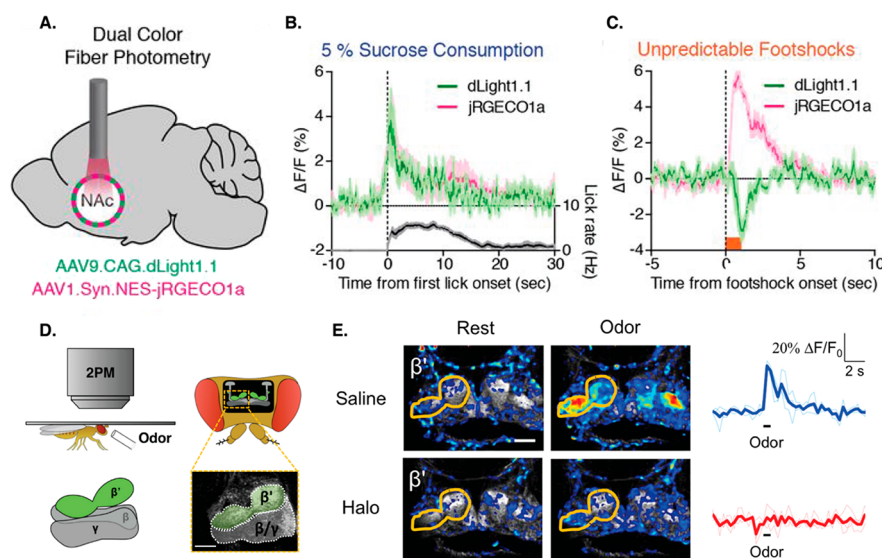 A.
Dual Color
Fiber Photometry
NAc
AAV9.CAG.dLight1.1
AAV1.Syn.NES-jRGECO1a
B.
5 % Sucrose Consumption
dLight1.1
jRGECO1a
ΔF/F (%)
6
4
2
0
-2
10
0
Lick rate (Hz)
-10 0 10 20 30
Time from first lick onset (sec)
C.
Unpredictable Footshocks
dLight1.1
jRGECO1a
ΔF/F (%)
6
4
2
0
-2
-4
-5 0 5 10
Time from footshock onset (sec)
D.
2PM
Odor
β'
β
γ
β'
β/γ
E.
Rest Odor
Saline
β'
20% ΔF/F0
2 s
Odor
Halo
β'
Odor